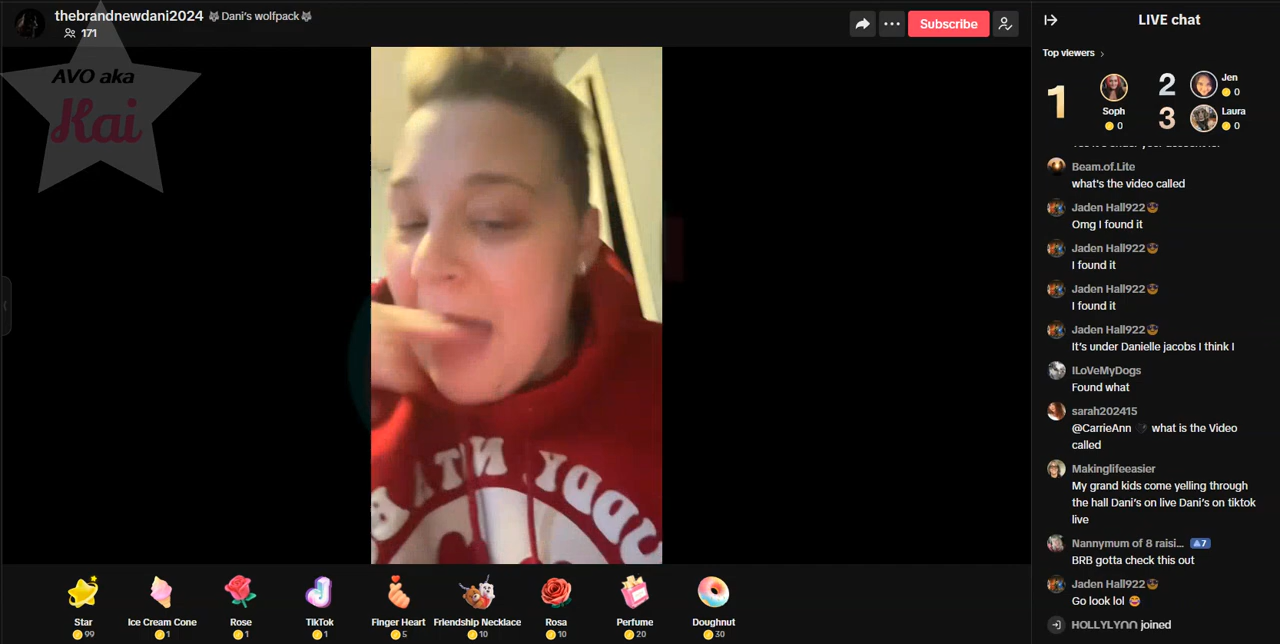 thebrandnewdani2024 🐺Dani's wolfpack🐺
171
Subscribe
AVO aka
Kai
LIVE chat
Top viewers
1
Soph
0
2
Jen
0
3
Laura
0
Beam.of.Lite
what's the video called
Jaden Hall922
Omg I found it
Jaden Hall922
I found it
Jaden Hall922
I found it
Jaden Hall922
It's under Danielle jacobs I think I
ILoVeMyDogs
Found what
sarah202415
@CarrieAnn what is the Video
called
Makinglifeeasier
My grand kids come yelling through
the hall Dani's on live Dani's on tiktok
live
Nannymum of 8 raisi... 7
BRB gotta check this out
Jaden Hall922
Go look lol
HOLLYLYNN joined
Star
99
Ice Cream Cone
1
Rose
1
TikTok
1
Finger Heart
5
Friendship Necklace
10
Rosa
10
Perfume
20
Doughnut
30